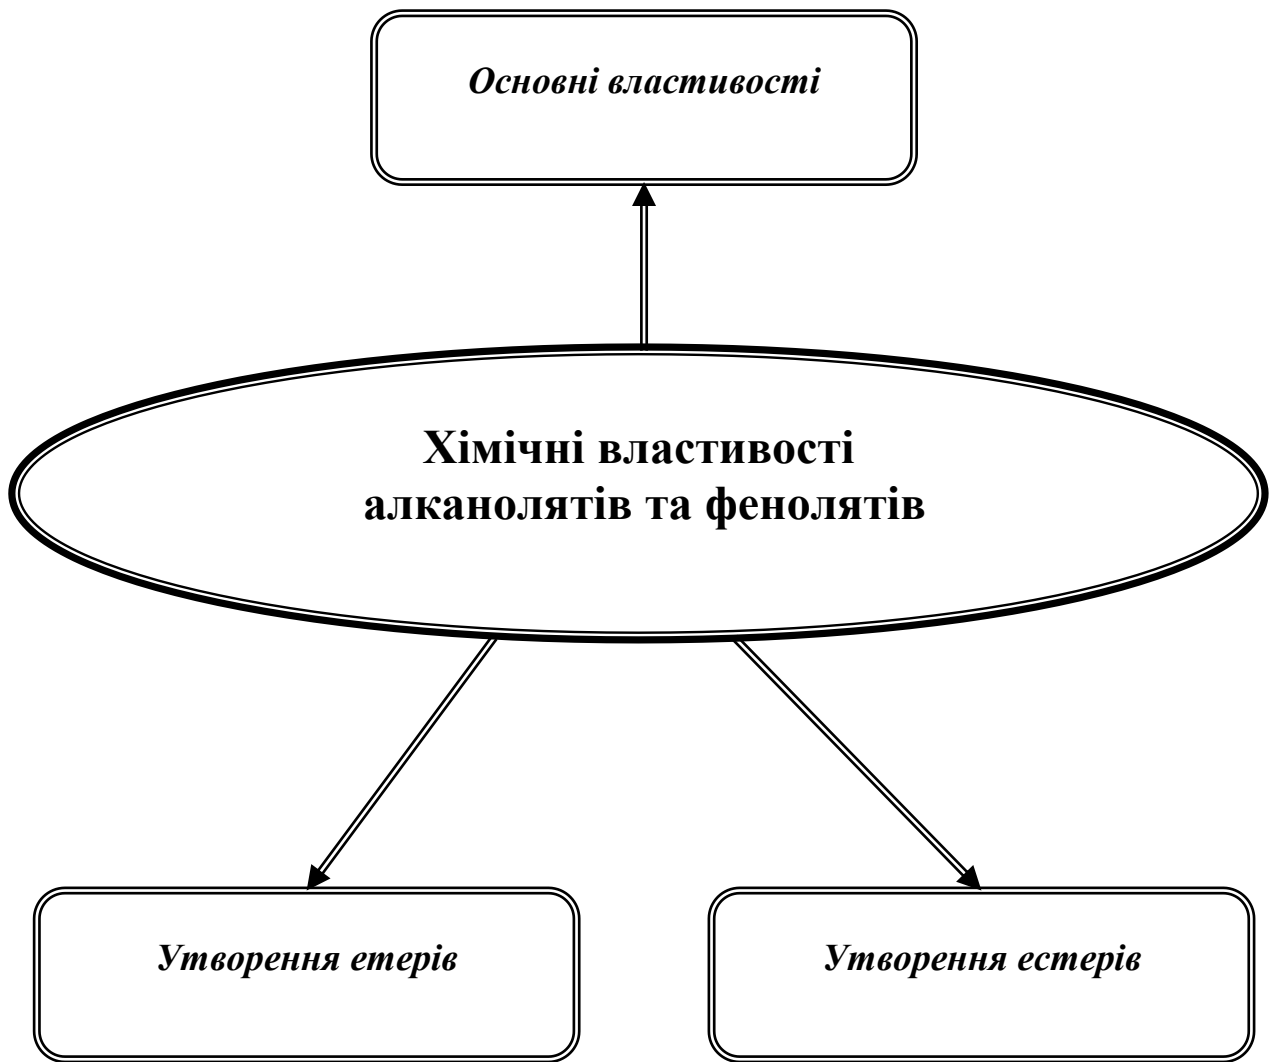 Основні властивості
Хімічні властивості
алканолятів та фенолятів
Утворення етерів
Утворення естерів